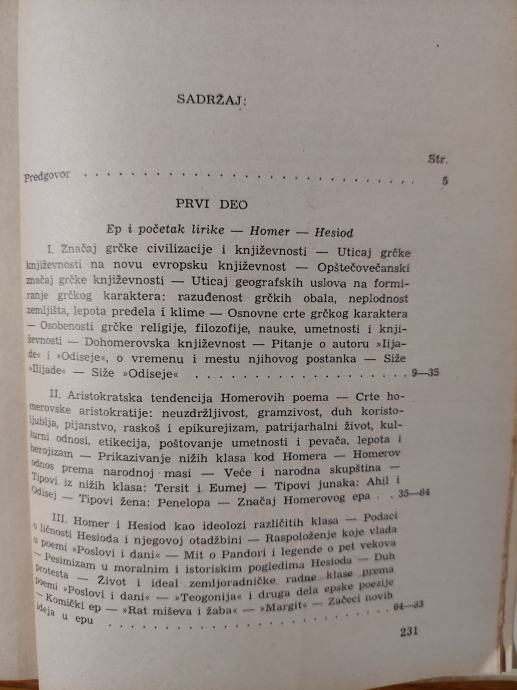 SADRŽAJ:
Str.
Predgovor . . . . . . . . . . . . . . . . . . . . . . . . 5
PRVI DEO
Ep i početak lirike — Homer — Hesiod
I. Značaj grčke civilizacije i književnosti — Uticaj grčke
književnosti na novu evropsku književnost — Opštečovečanski
značaj grčke književnosti — Uticaj geografskih uslova na formi-
ranje grčkog karaktera: razuđenost grčkih obala, neplodnost
zemljišta, lepota predela i klime — Osnovne crte grčkog karaktera
— Osobenosti grčke religije, filozofije, nauke, umetnosti i knji-
ževnosti — Dohomerovska književnost — Pitanje o autoru »Ilija-
de« i »Odiseje«, o vremenu i mestu njihovog postanka — Siže
»Ilijade« — Siže »Odiseje« . . . . . . . . . . . . . . . . 9—35
II. Aristokratska tendencija Homerovih poema — Crte ho-
merovske aristokratije: neuzdržljivost, gramzivost, duh koristo-
ljublja, pijanstvo, raskoš i epikurejizam, patrijarhalni život, kul-
turni odnosi, etikecija, poštovanje umetnosti i pevača, lepota i
herojizam — Prikazivanje nižih klasa kod Homera — Homerov
odnos prema narodnoj masi — Veće i narodna skupština —
Tipovi iz nižih klasa: Tersit i Eumej — Tipovi junaka: Ahil i
Odisej — Tipovi žena: Penelopa — Značaj Homerovog epa . . 35—64
III. Homer i Hesiod kao ideolozi različitih klasa — Podaci
o ličnosti Hesioda i njegovoj otadžbini — Raspoloženje koje vlada
u poemi »Poslovi i dani« — Mit o Pandori i legende o pet vekova
— Pesimizam u moralnim i istoriskim pogledima Hesioda — Duh
protesta — Život i ideal zemljoradničke radne klase prema
poemi »Poslovi i dani« — »Teogonija« i druga dela epske poezije
— Komički ep — »Rat miševa i žaba« — »Margit« — Začeci novih
ideja u epu . . . . . . . . . . . . . . . . . . . . . . 64—83
231